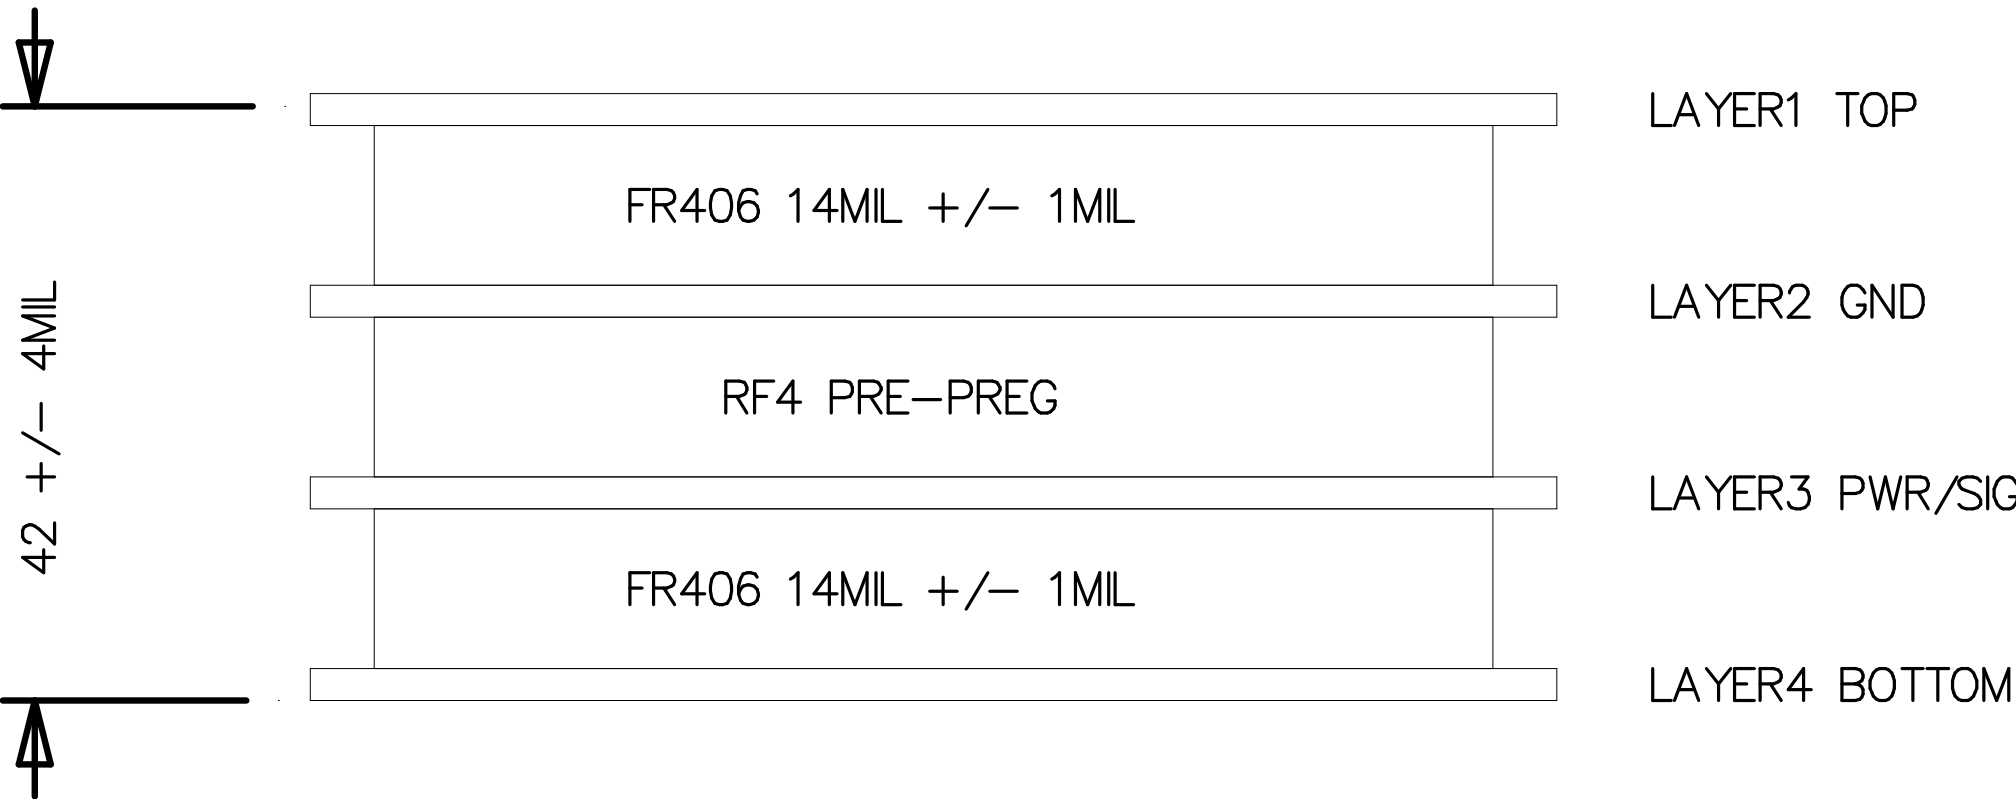 LAYER1 TOP
FR406 14MIL +/- 1MIL
LAYER2 GND
42 +/- 4MIL
RF4 PRE-PREG
LAYER3 PWR/SIG
FR406 14MIL +/- 1MIL
LAYER4 BOTTOM